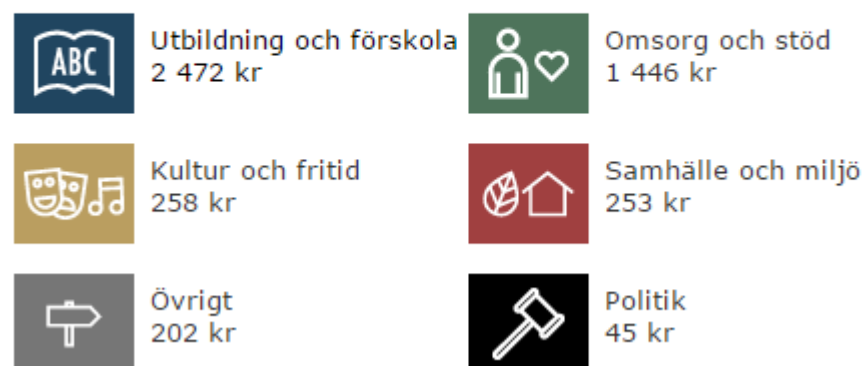 ABC
Utbildning och förskola
2 472 kr
Omsorg och stöd
1 446 kr
Kultur och fritid
258 kr
Samhälle och miljö
253 kr
Övrigt
202 kr
Politik
45 kr